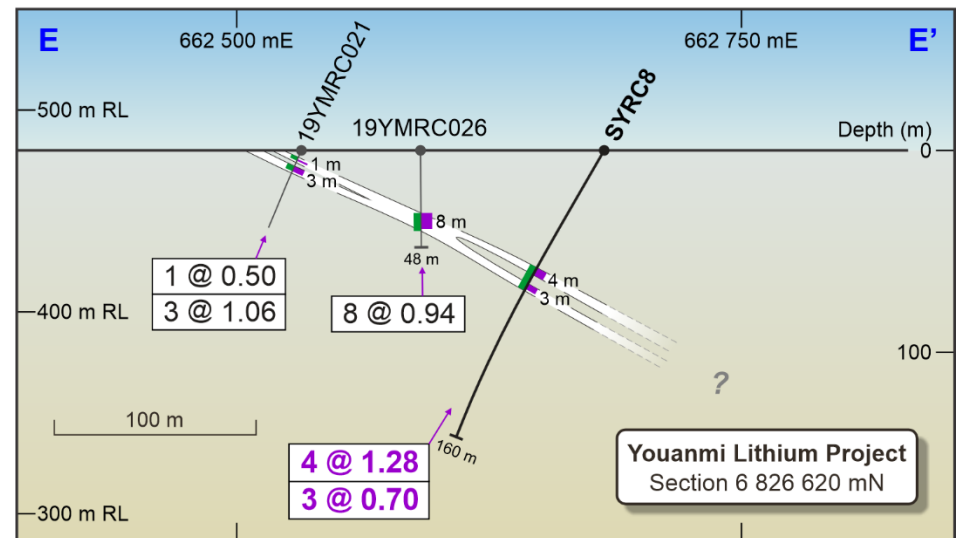 E
662 500 mE
662 750 mE
E’
19YMRC021
19YMRC026
SYRC8
500 m RL
Depth (m)
0
1 m
3 m
8 m
48 m
4 m
3 m
1 @ 0.50
3 @ 1.06
8 @ 0.94
400 m RL
100
?
100 m
4 @ 1.28
3 @ 0.70
160 m
Youanmi Lithium Project
Section 6 826 620 mN
300 m RL